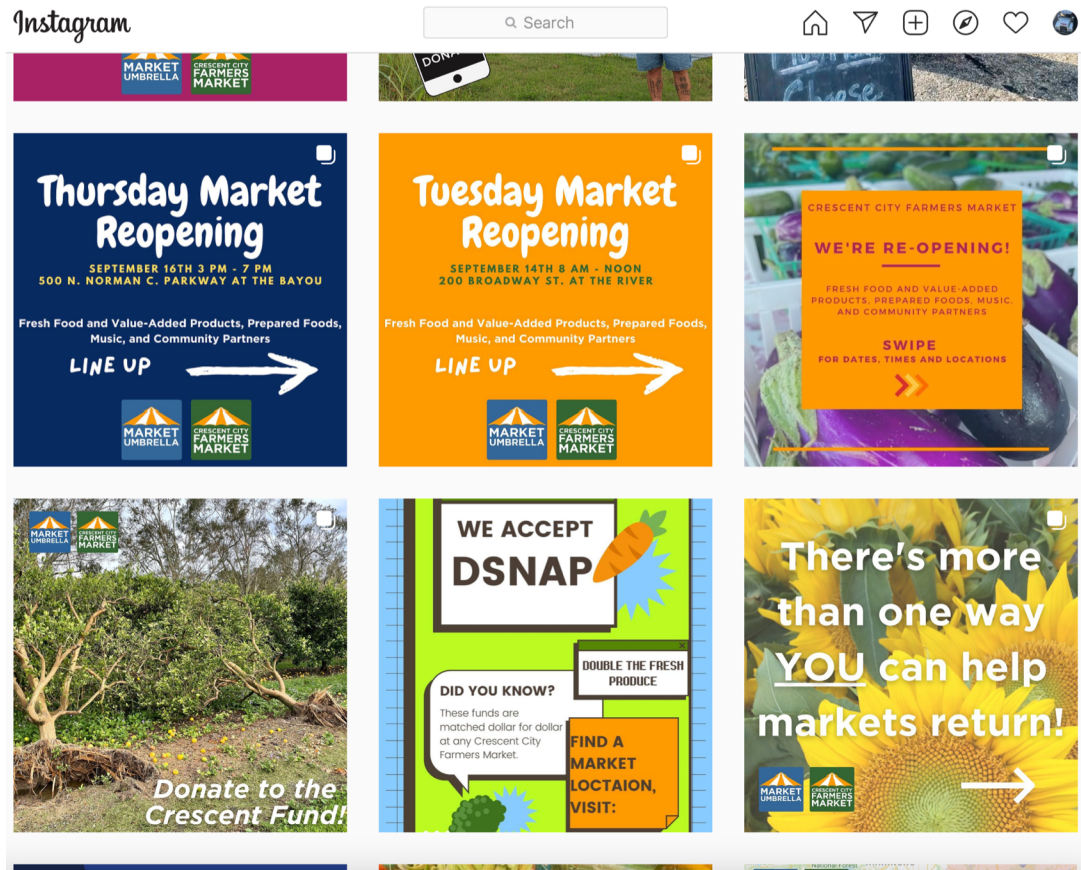 Instagram
Search
DONA
MARKET
UMBRELLA
CRESCENT CITY
FARMERS
MARKET
Choose
Thursday Market
Reopening
SEPTEMBER 16TH 3 PM - 7 PM
500 N. NORMAN C. PARKWAY AT THE BAYOU
Fresh Food and Value-Added Products, Prepared Foods,
Music, and Community Partners
LINE UP
MARKET
UMBRELLA
CRESCENT CITY
FARMERS
MARKET
Tuesday Market
Reopening
SEPTEMBER 14TH 8 AM - NOON
200 BROADWAY ST. AT THE RIVER
Fresh Food and Value-Added Products, Prepared Foods,
Music, and Community Partners
LINE UP
MARKET
UMBRELLA
CRESCENT CITY
FARMERS
MARKET
CRESCENT CITY FARMERS MARKET
WE'RE RE-OPENING!
FRESH FOOD AND VALUE-ADDED
PRODUCTS, PREPARED FOODS, MUSIC,
AND COMMUNITY PARTNERS
SWIPE
FOR DATES, TIMES AND LOCATIONS
MARKET
UMBRELLA
CRESCENT CITY
FARMERS
MARKET
Donate to the
Crescent Fund!
WE ACCEPT
DSNAP
DOUBLE THE FRESH
PRODUCE
DID YOU KNOW?
These funds are
matched dollar for dollar
at any Crescent City
Farmers Market.
FIND A
MARKET
LOCTAION,
VISIT:
There's more
than one way
YOU can help
markets return!
MARKET
UMBRELLA
CRESCENT CITY
FARMERS
MARKET
National Forest